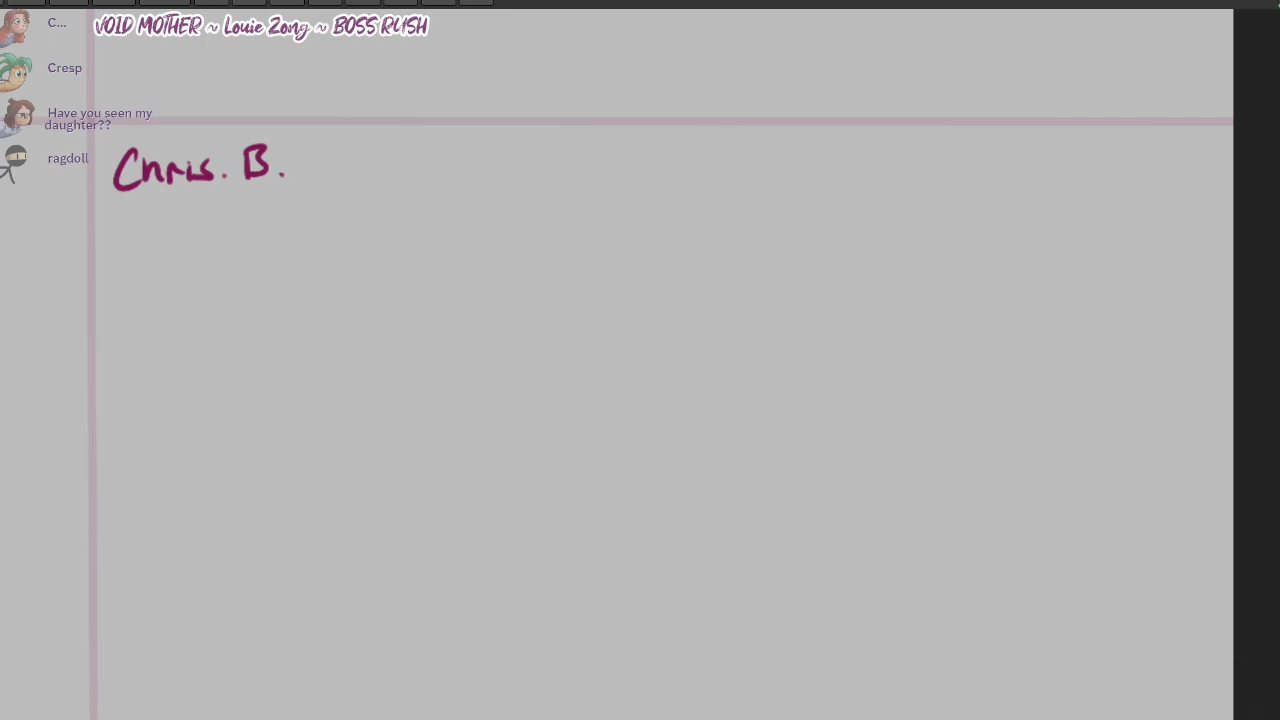 C...
VOID MOTHER ~ Louie Zong ~ BOSS RUSH
Cresp
Have you seen my
daughter??
ragdoll
Chris. B.